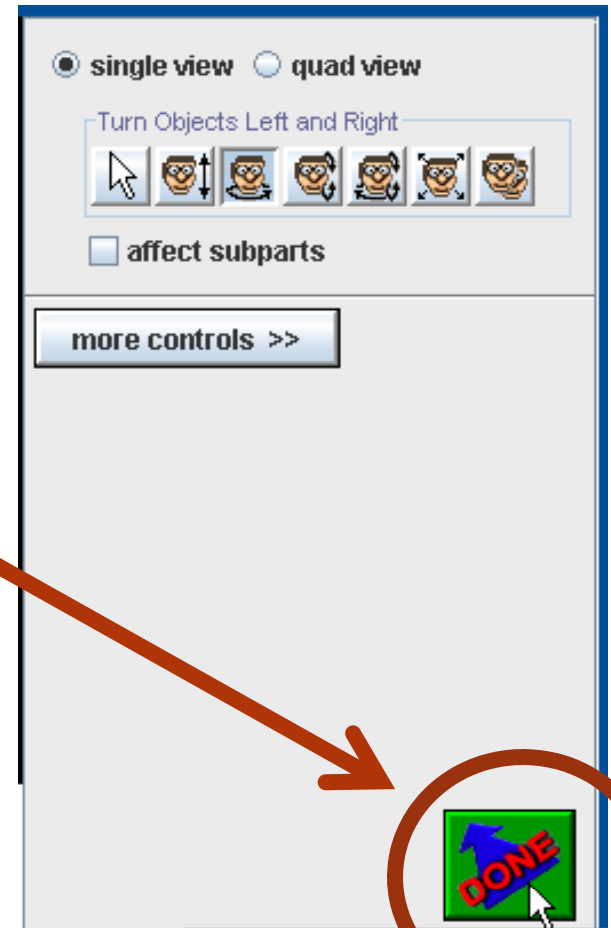 single view quad view
Turn Objects Left and Right
affect subparts
more controls >>
DONE